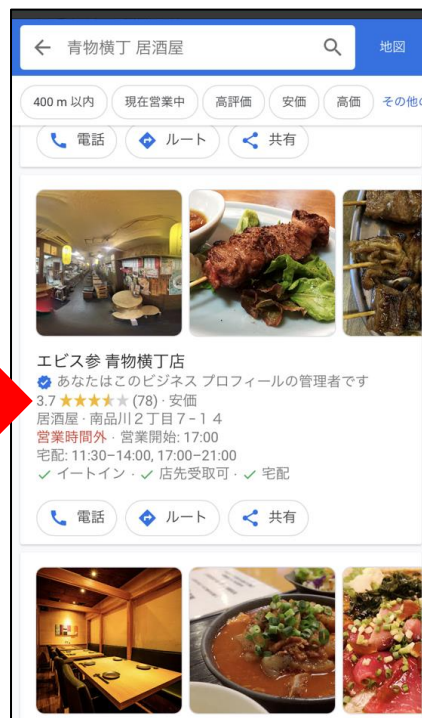 青物横丁 居酒屋
地図
400 m 以内
現在営業中
高評価
安価
高価
その他の
電話
ルート
共有
エビス参 青物横丁店
あなたはこのビジネス プロフィールの管理者です
3.7 ★★★★★ (78) · 安価
居酒屋 · 南品川2丁目7−14
営業時間外 · 営業開始: 17:00
宅配: 11:30–14:00, 17:00–21:00
✓ イートイン · ✓ 店先受取可 · ✓ 宅配
電話
ルート
共有